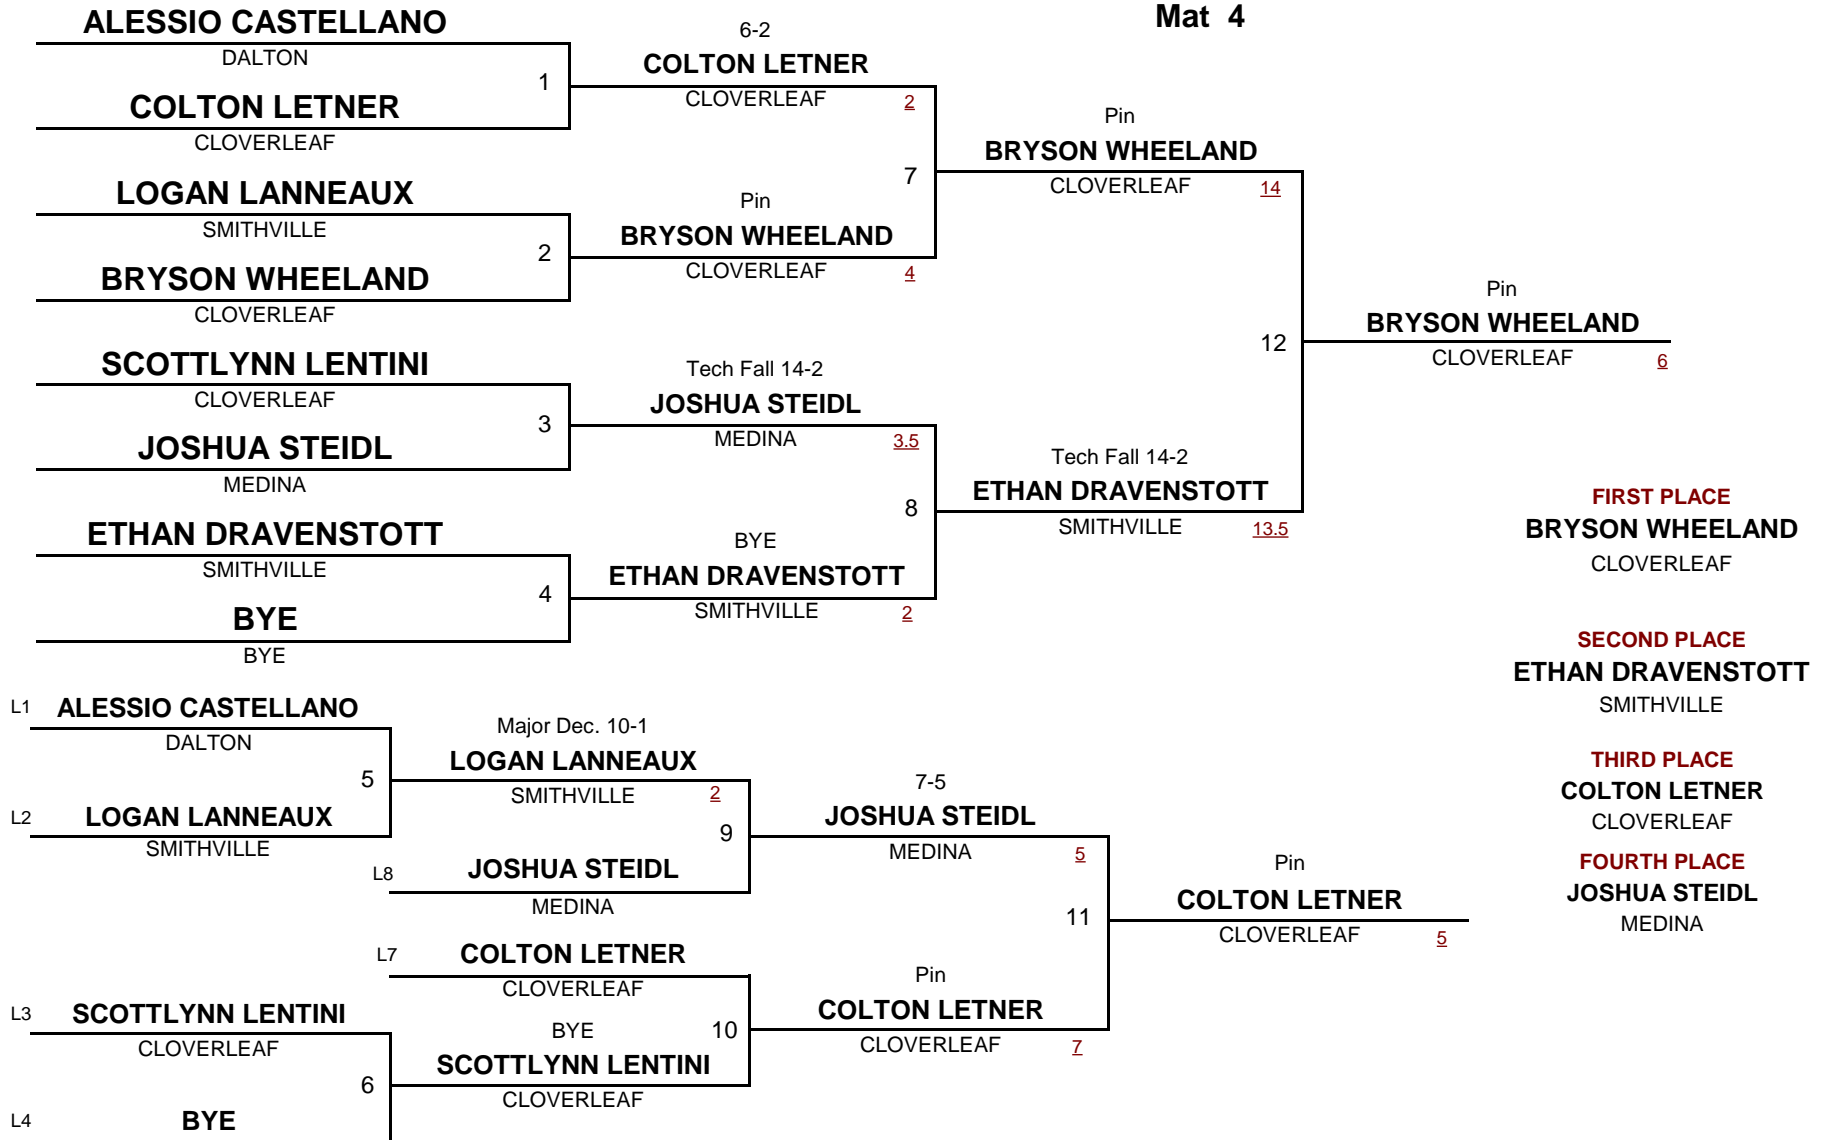 Mat 4
ALESSIO CASTELLANO
DALTON
1
COLTON LETNER
CLOVERLEAF
LOGAN LANNEAUX
SMITHVILLE
2
BRYSON WHEELAND
CLOVERLEAF
SCOTTLYNN LENTINI
CLOVERLEAF
3
JOSHUA STEIDL
MEDINA
ETHAN DRAVENSTOTT
SMITHVILLE
4
BYE
BYE
6-2
COLTON LETNER
CLOVERLEAF 2
7
Pin
BRYSON WHEELAND
CLOVERLEAF 4
Tech Fall 14-2
JOSHUA STEIDL
MEDINA 3.5
8
BYE
ETHAN DRAVENSTOTT
SMITHVILLE 2
Pin
BRYSON WHEELAND
CLOVERLEAF 14
12
Tech Fall 14-2
ETHAN DRAVENSTOTT
SMITHVILLE 13.5
Pin
BRYSON WHEELAND
CLOVERLEAF 6
FIRST PLACE
BRYSON WHEELAND
CLOVERLEAF
SECOND PLACE
ETHAN DRAVENSTOTT
SMITHVILLE
THIRD PLACE
COLTON LETNER
CLOVERLEAF
FOURTH PLACE
JOSHUA STEIDL
MEDINA
L1 ALESSIO CASTELLANO
DALTON
5
L2 LOGAN LANNEAUX
SMITHVILLE
Major Dec. 10-1
LOGAN LANNEAUX
SMITHVILLE 2
9
L8 JOSHUA STEIDL
MEDINA
7-5
JOSHUA STEIDL
MEDINA 5
11
L7 COLTON LETNER
CLOVERLEAF
L3 SCOTTLYNN LENTINI
CLOVERLEAF
6
L4 BYE
BYE
SCOTTLYNN LENTINI
CLOVERLEAF
10
Pin
COLTON LETNER
CLOVERLEAF 7
Pin
COLTON LETNER
CLOVERLEAF 5